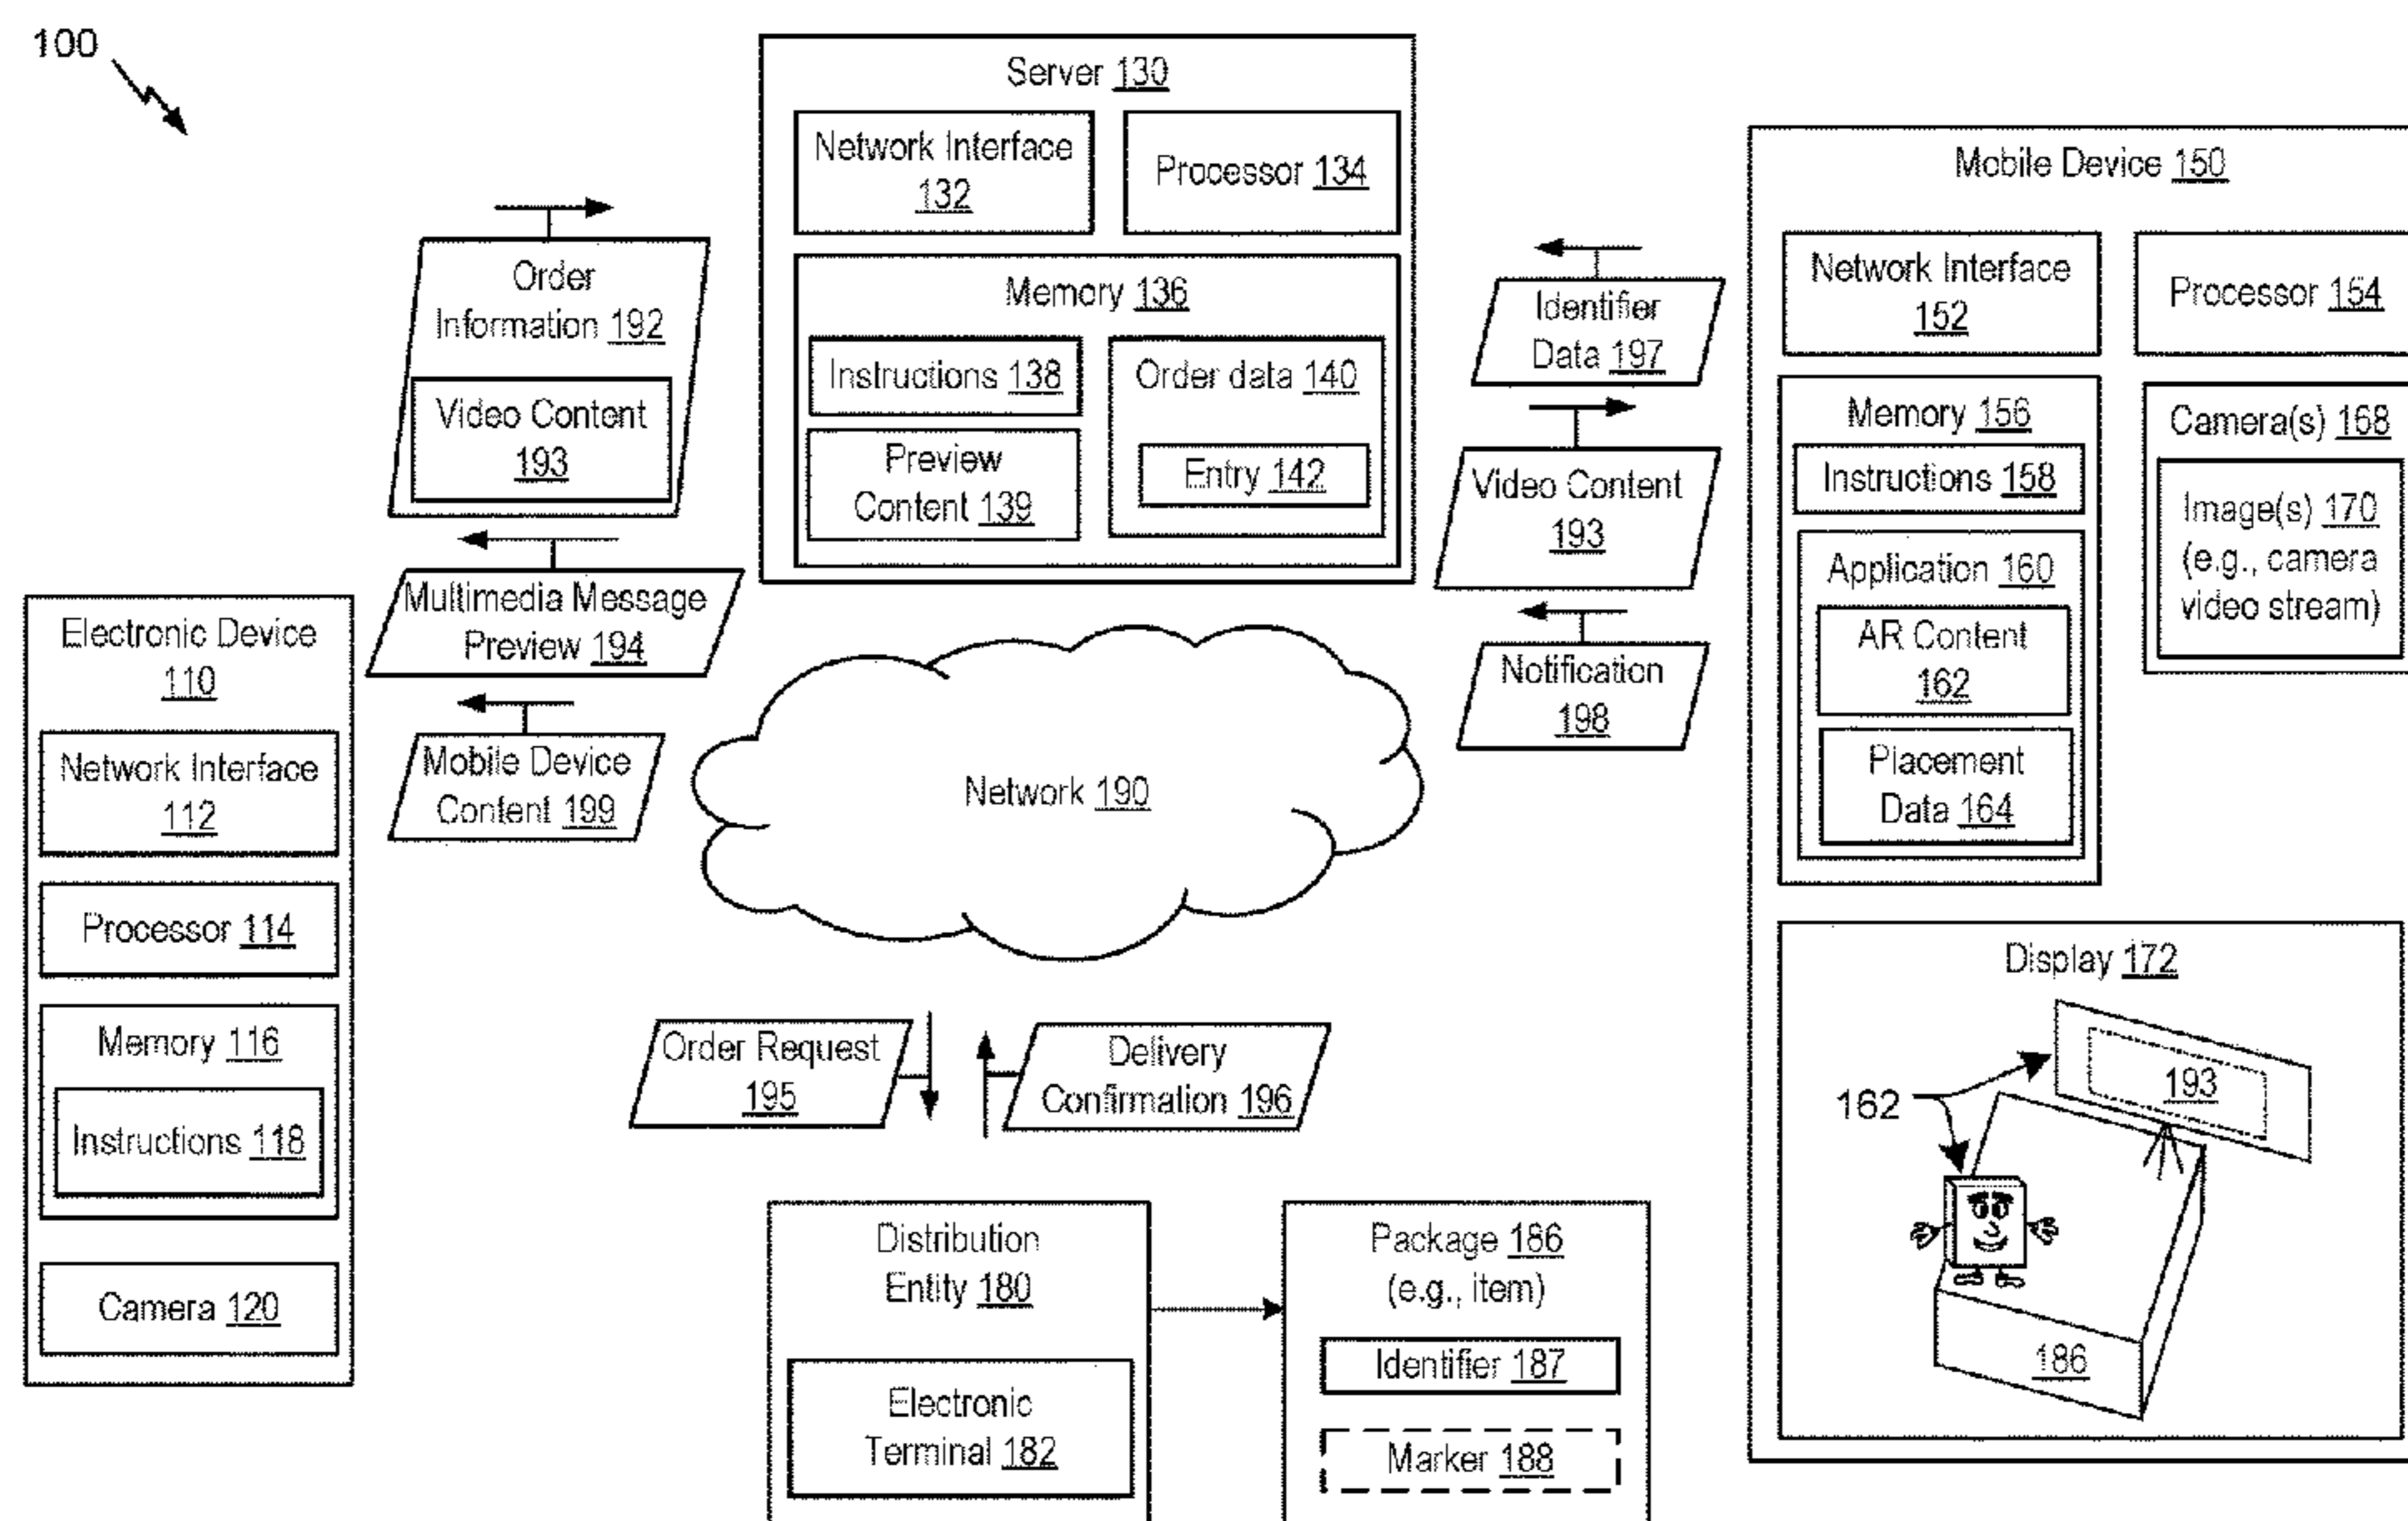 100
Server 130
Network Interface
132
Processor 134
Memory 136
Instructions 138
Preview
Content 139
Order data 140
Entry 142
Order
Information 192
Video Content
193
Multimedia Message
Preview 194
Mobile Device
Content 199
Electronic Device
110
Network Interface
112
Processor 114
Memory 116
Instructions 118
Camera 120
Network 190
Identifier
Data 197
Video Content
193
Notification
198
Mobile Device 150
Network Interface
152
Processor 154
Memory 156
Instructions 158
Application 160
AR Content
162
Placement
Data 164
Camera(s) 168
Image(s) 170
(e.g., camera
video stream)
Display 172
162
193
186
Order Request
195
Delivery
Confirmation 196
Distribution
Entity 180
Electronic
Terminal 182
Package 186
(e.g., item)
Identifier 187
Marker 188